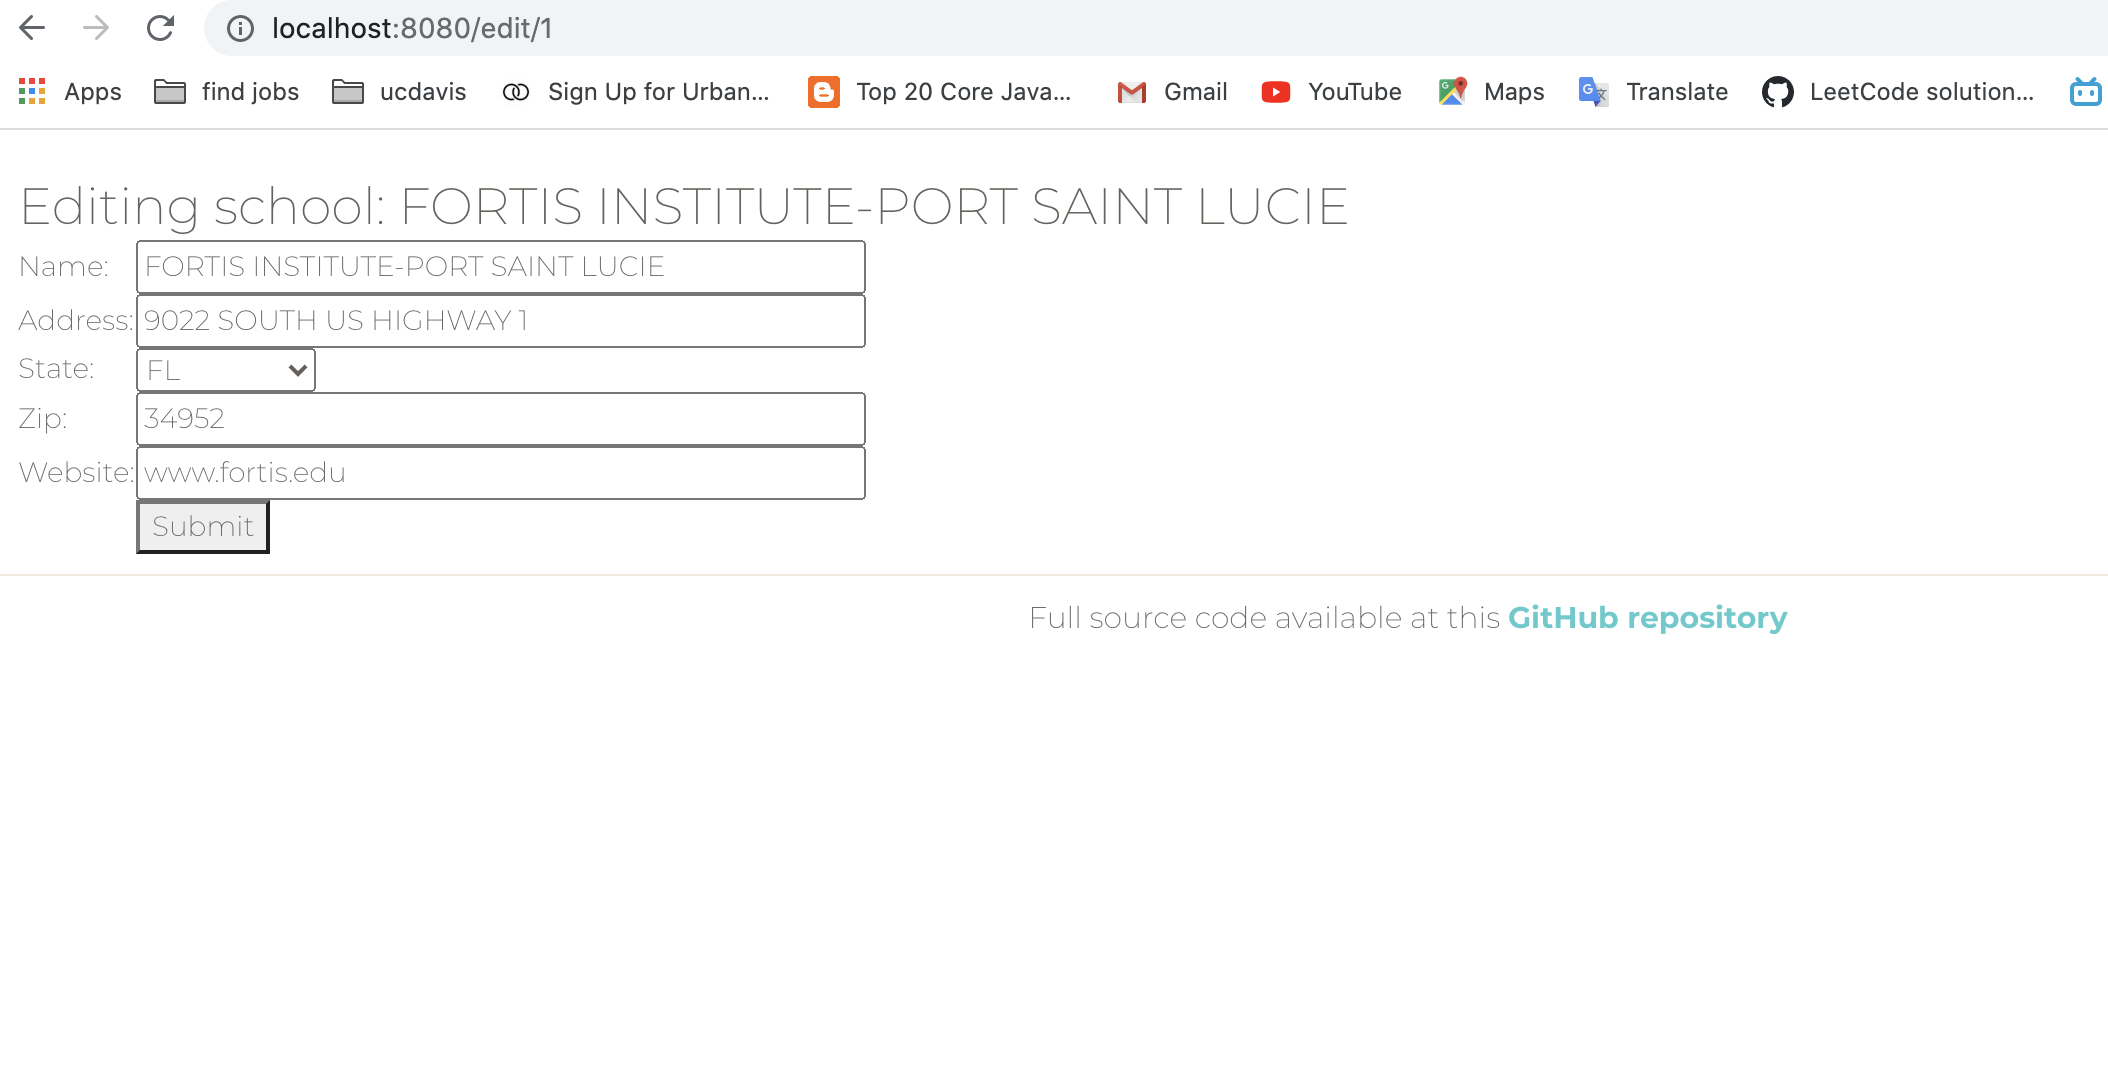 localhost:8080/edit/1
Apps find jobs ucdavis Sign Up for Urban... Top 20 Core Java... Gmail YouTube Maps Translate LeetCode solution...
Editing school: FORTIS INSTITUTE-PORT SAINT LUCIE
Name: FORTIS INSTITUTE-PORT SAINT LUCIE
Address: 9022 SOUTH US HIGHWAY 1
State: FL
Zip: 34952
Website: www.fortis.edu
Submit
Full source code available at this GitHub repository